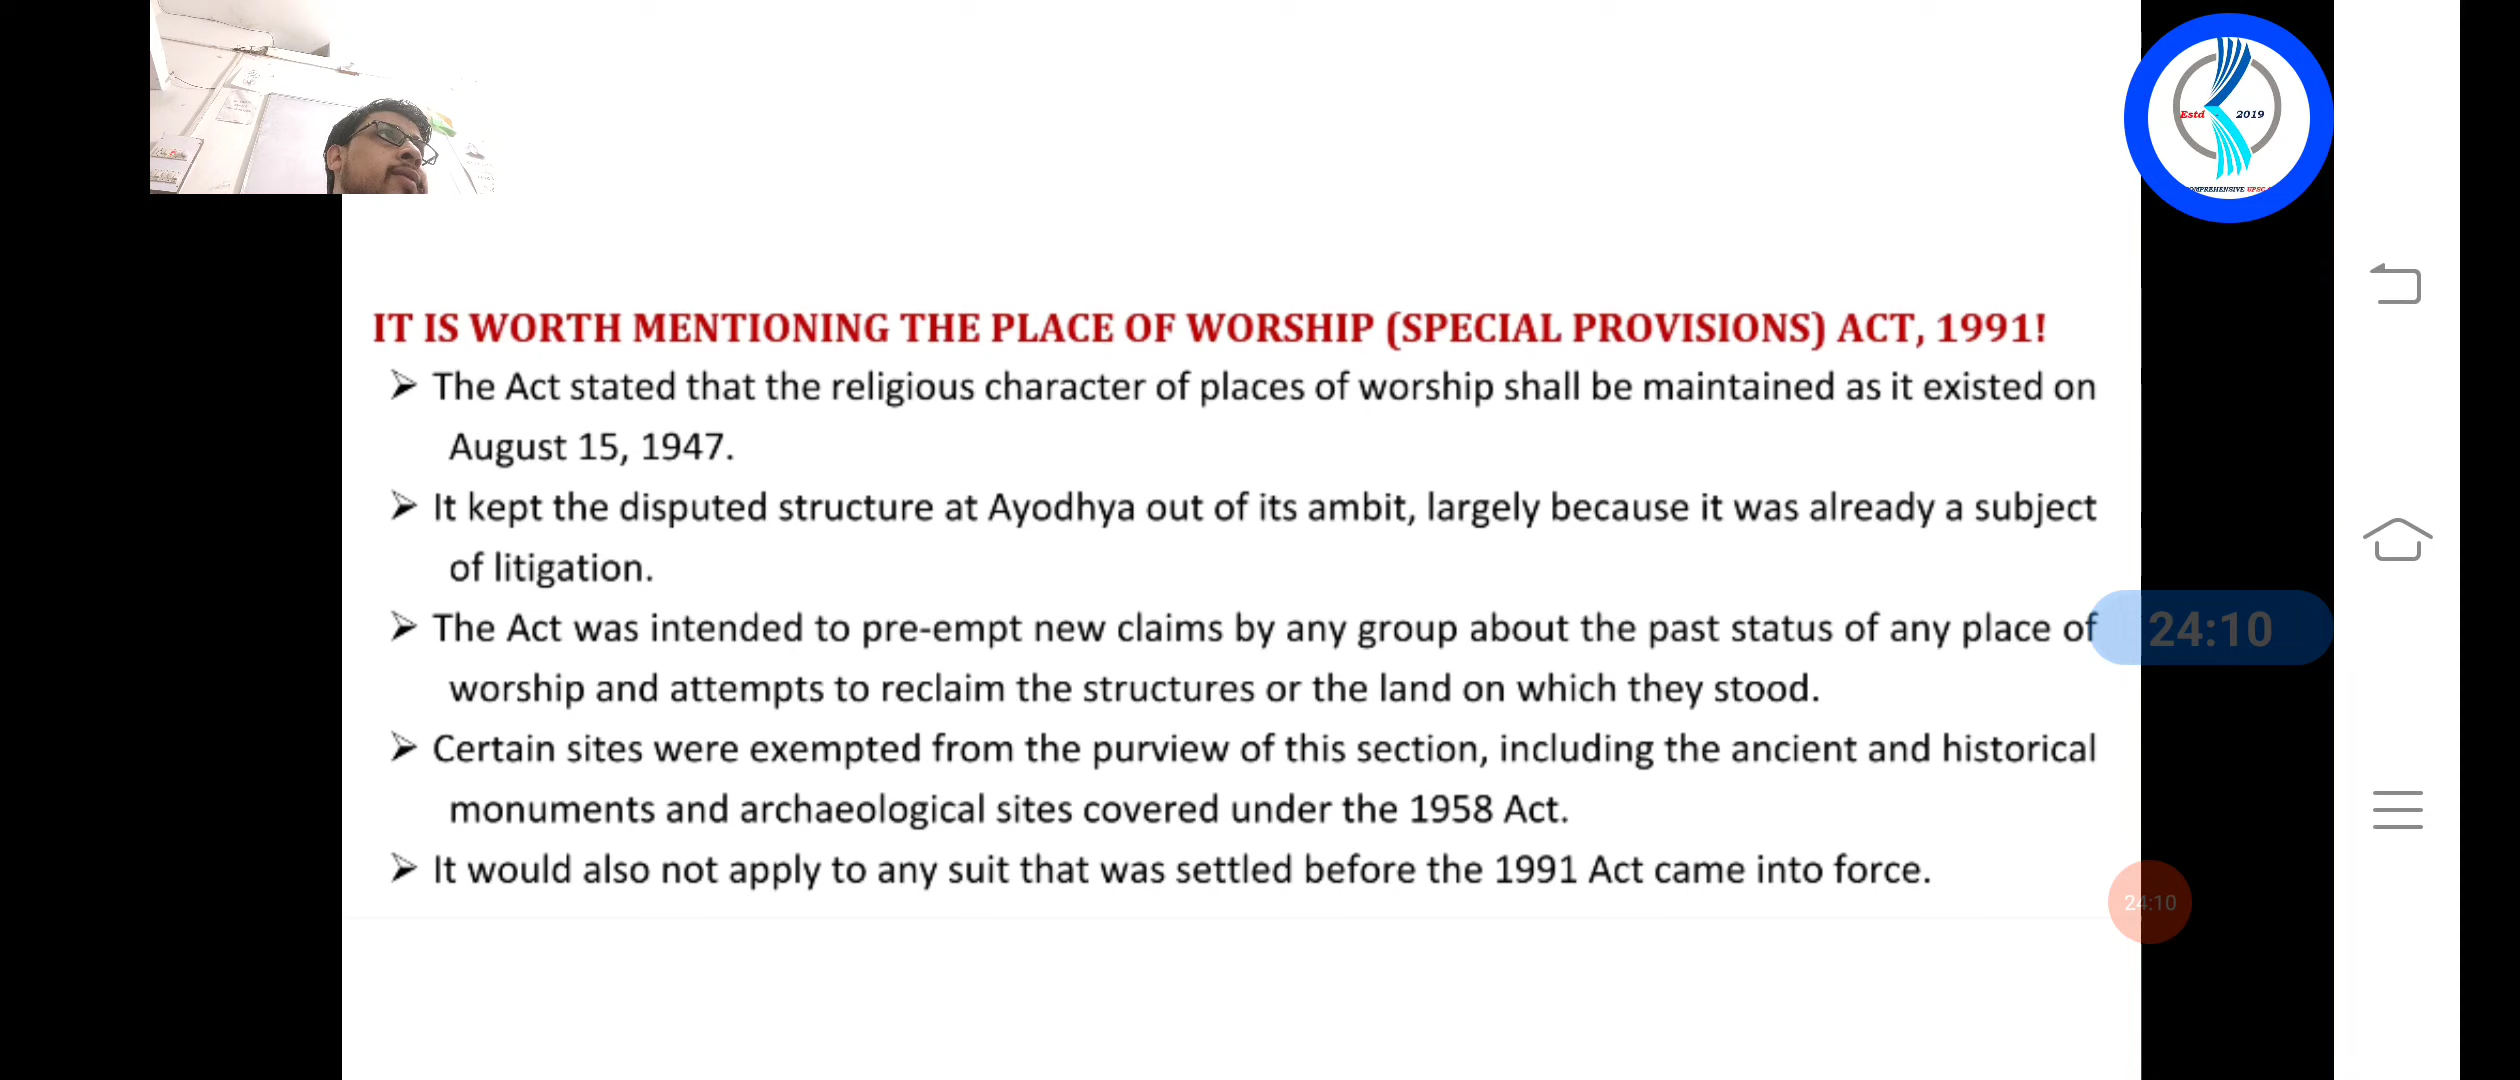 Estd 2019
COMPREHENSIVE UPSC
IT IS WORTH MENTIONING THE PLACE OF WORSHIP (SPECIAL PROVISIONS) ACT, 1991!
➢ The Act stated that the religious character of places of worship shall be maintained as it existed on
August 15, 1947.
➢ It kept the disputed structure at Ayodhya out of its ambit, largely because it was already a subject
of litigation.
➢ The Act was intended to pre-empt new claims by any group about the past status of any place of
24:10
worship and attempts to reclaim the structures or the land on which they stood.
➢ Certain sites were exempted from the purview of this section, including the ancient and historical
monuments and archaeological sites covered under the 1958 Act.
➢ It would also not apply to any suit that was settled before the 1991 Act came into force.
24:10